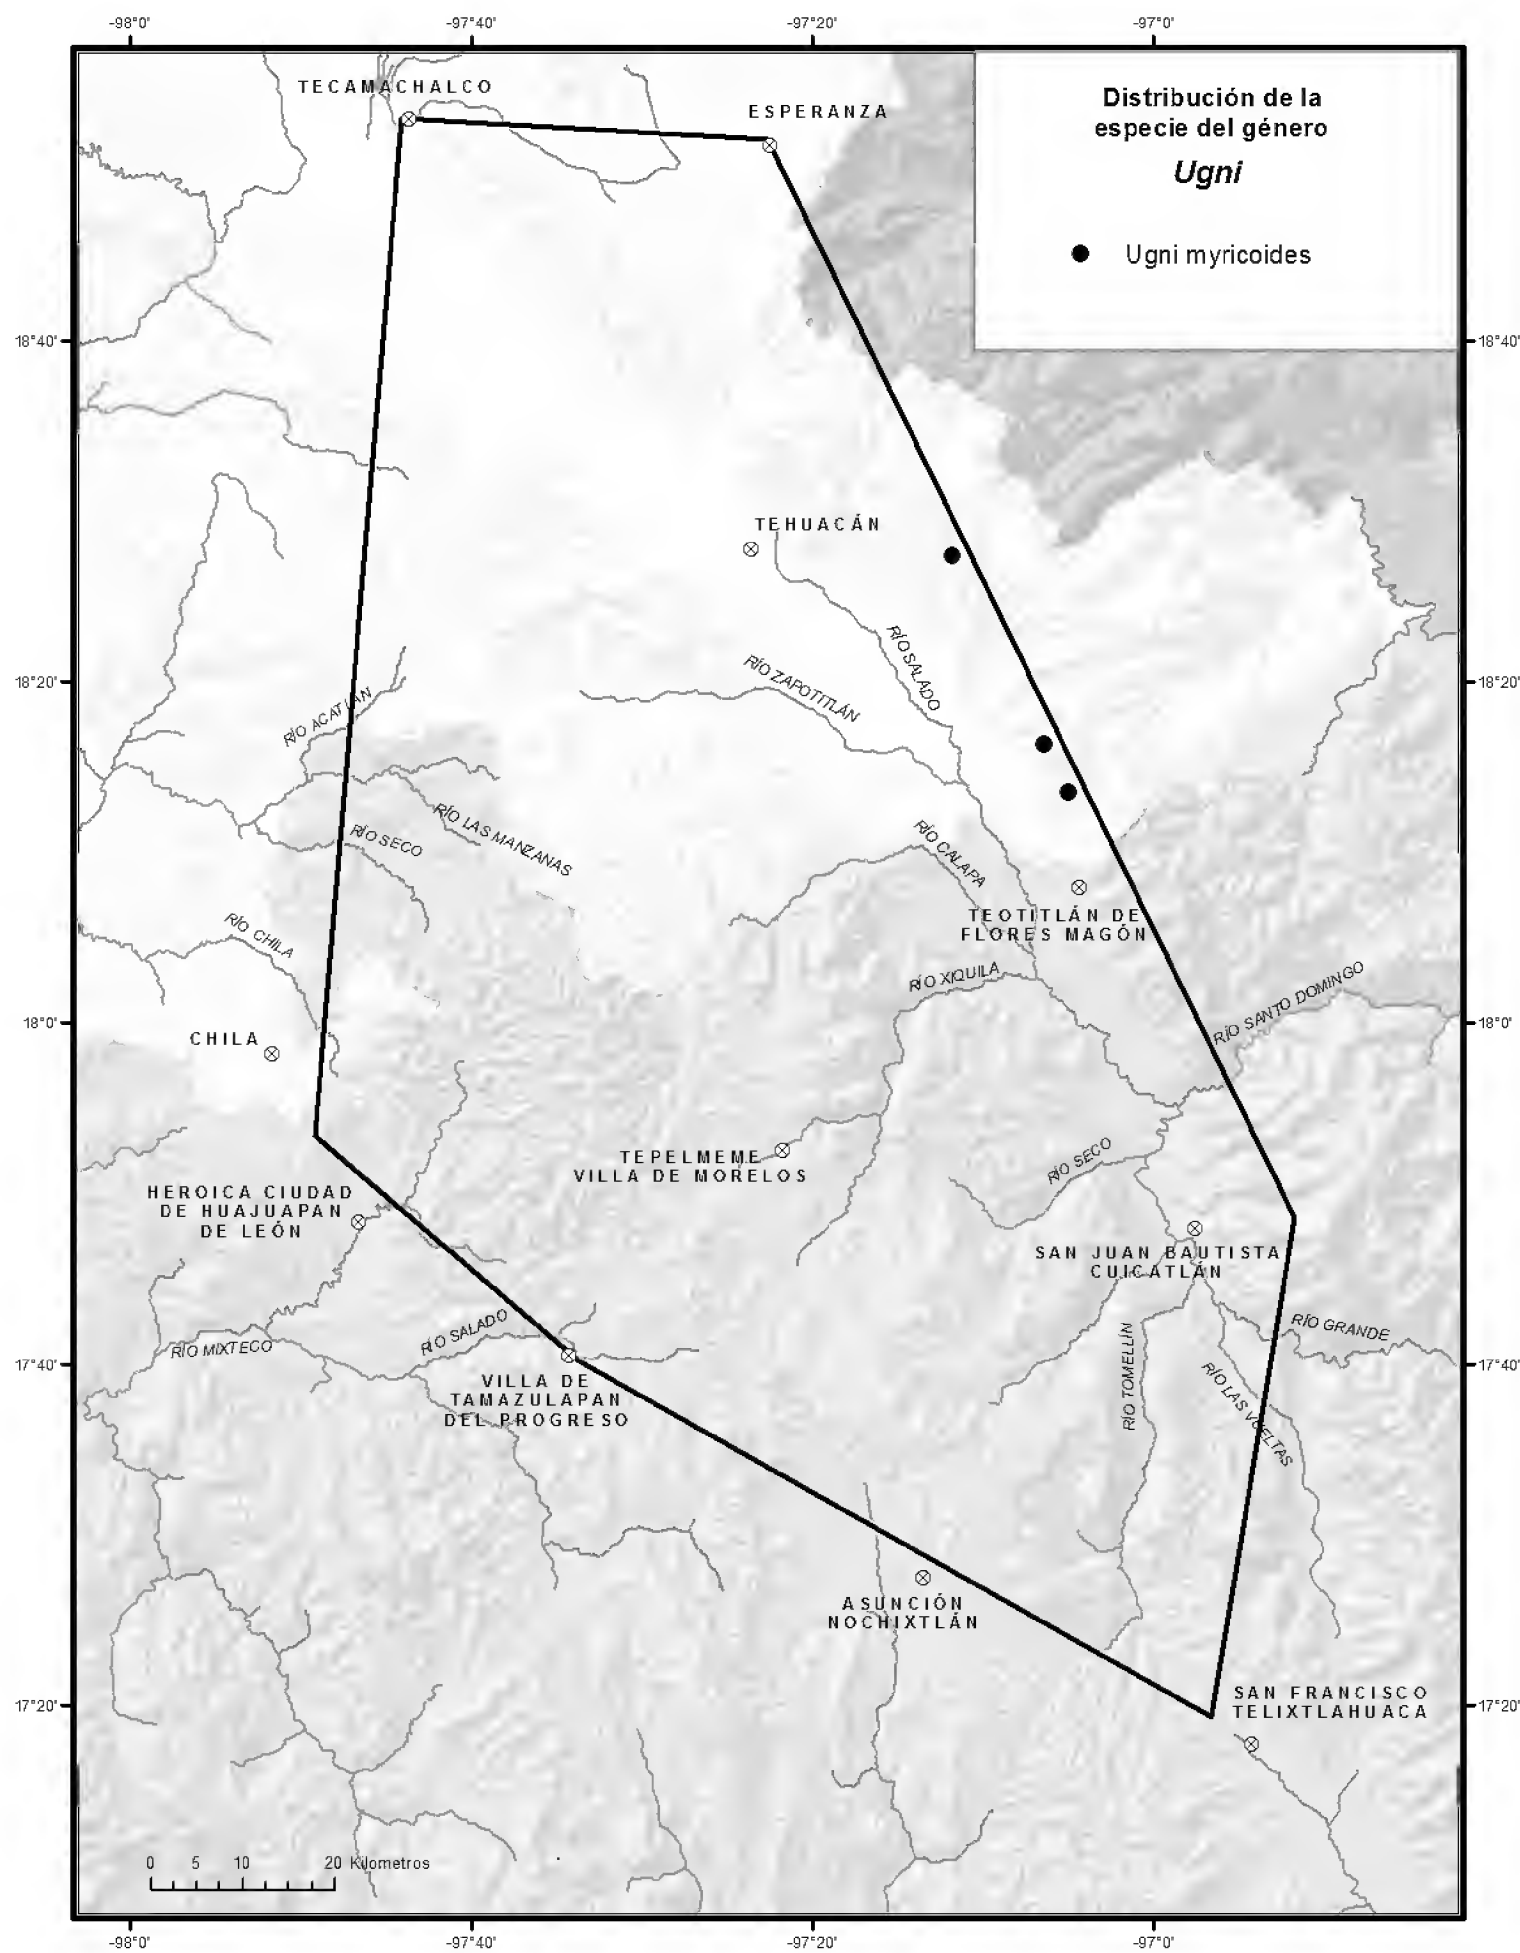 -98°0'
-97°40'
-97°20'
-97°0'
TECAMACHALCO
ESPERANZA
Distribución de la
especie del género
Ugni
Ugni myricoides
18°40'
18°40'
TEHUACÁN
RÍO SALADO
RÍO ZAPOTITLÁN
18°20'
18°20'
RÍO ACATLÁN
RÍO LAS MANZANAS
RÍO SECO
RÍO CALAPA
TEOTITLÁN DE
FLORES MAGÓN
RÍO CHILA
RÍO XIQUILA
RÍO SANTO DOMINGO
18°0'
18°0'
CHILA
TEPELMEME
VILLA DE MORELOS
RÍO SECO
HEROICA CIUDAD
DE HUAJUAPAN
DE LEÓN
SAN JUAN BAUTISTA
CUICATLÁN
RÍO SALADO
RÍO MIXTECO
RÍO GRANDE
RÍO TOMELLÍN
17°40'
17°40'
VILLA DE
TAMAZULAPAN
DEL PROGRESO
RÍO LAS VUELTAS
ASUNCIÓN
NOCHIXTLÁN
17°20'
SAN FRANCISCO
TELIXTLAHUACA
17°20'
0 5 10 20 Kilometros
-98°0'
-97°40'
-97°20'
-97°0'